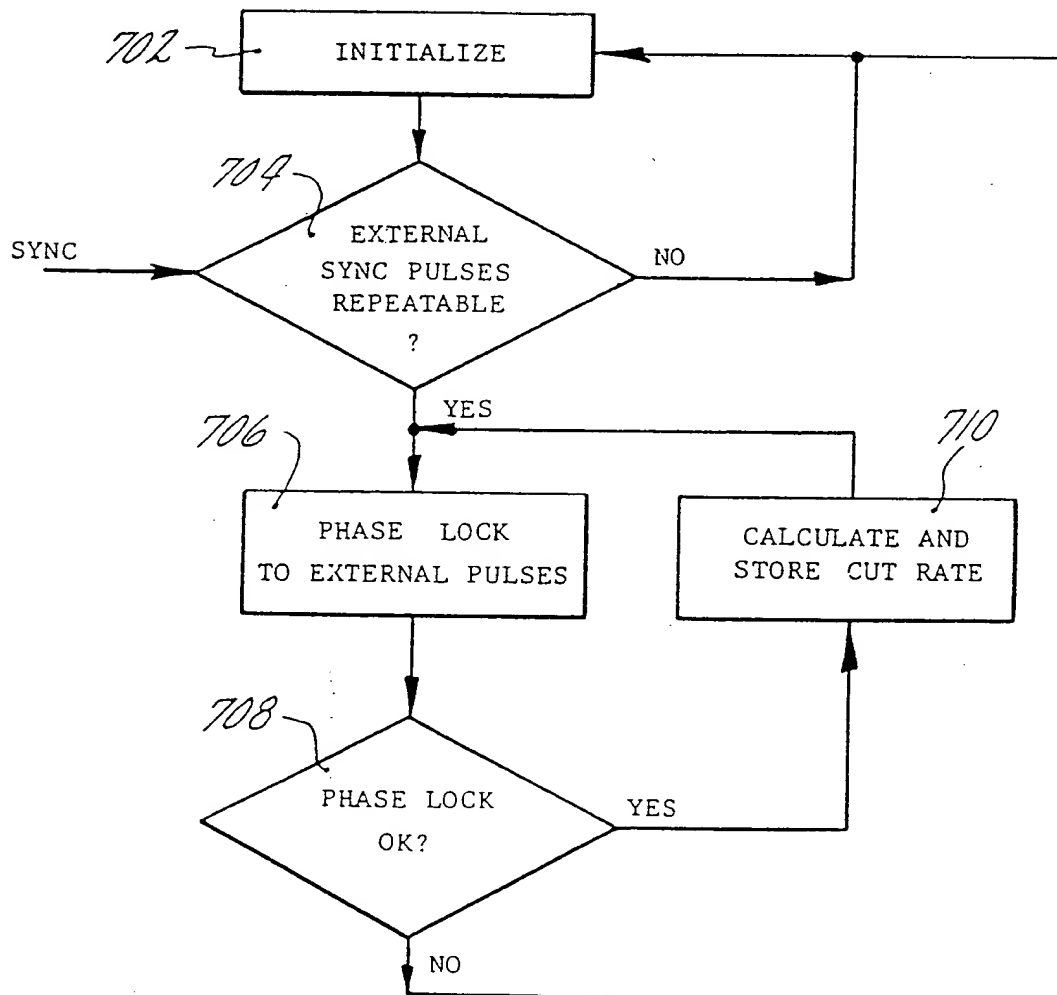 702
INITIALIZE
704
SYNC
EXTERNAL
SYNC PULSES
REPEATABLE
?
NO
YES
706
710
PHASE LOCK
TO EXTERNAL PULSES
CALCULATE AND
STORE CUT RATE
708
PHASE LOCK
OK?
YES
NO